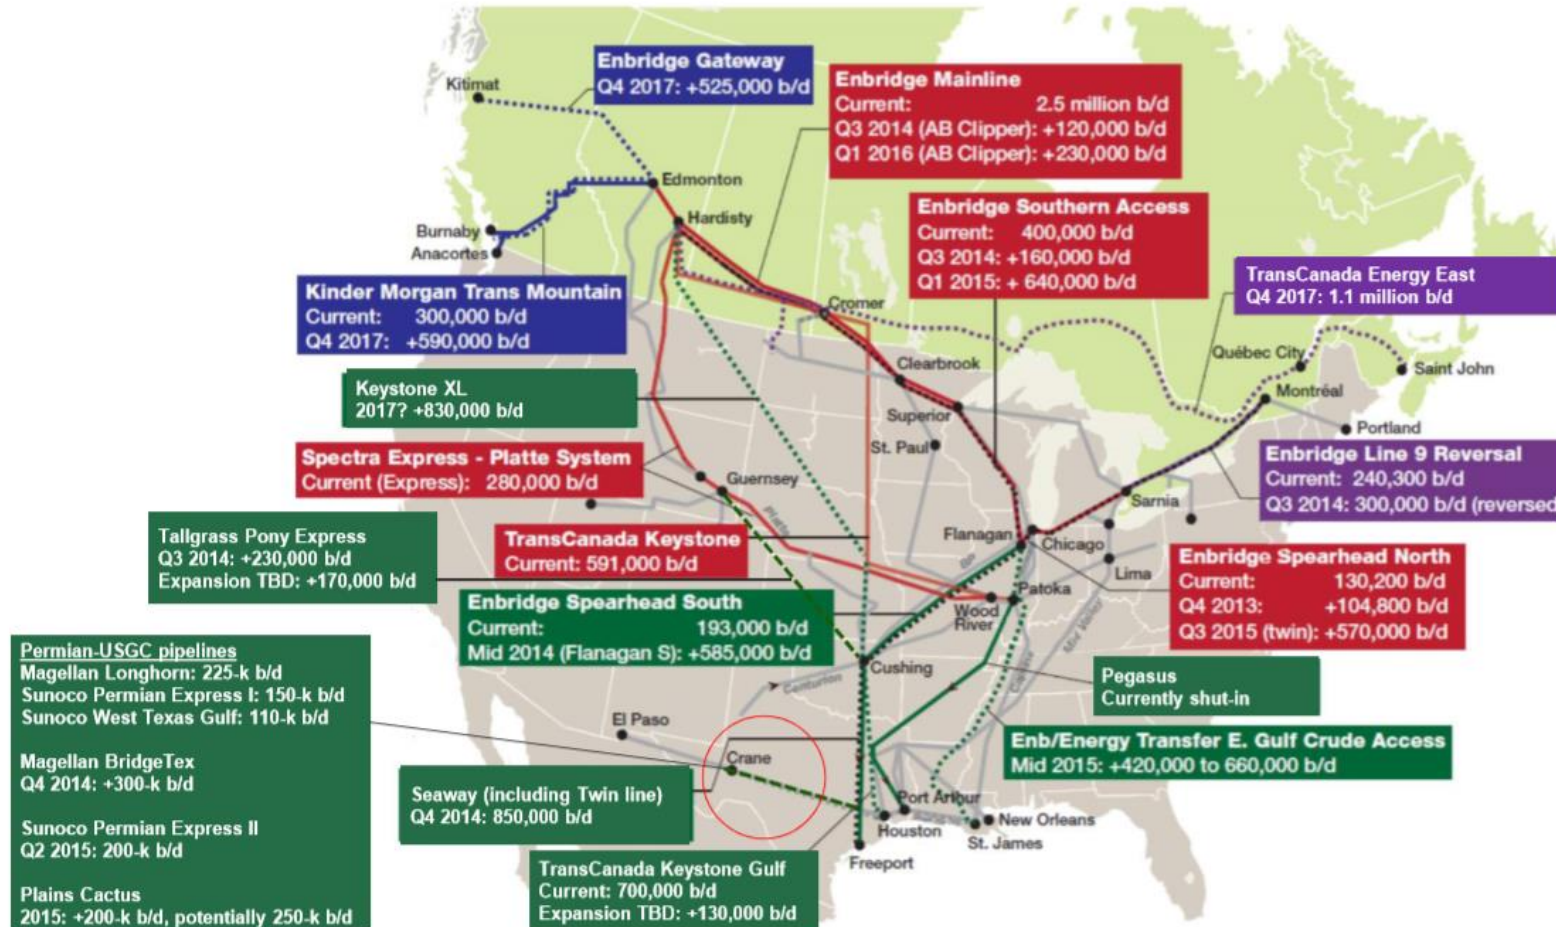 Enbridge Gateway
Q4 2017: +525,000 b/d
Enbridge Mainline
Current: 2.5 million b/d
Q3 2014 (AB Clipper): +120,000 b/d
Q1 2016 (AB Clipper): +230,000 b/d
Kitimat
Edmonton
Hardisty
Burnaby
Anacortes
Enbridge Southern Access
Current: 400,000 b/d
Q3 2014: +160,000 b/d
Q1 2015: + 640,000 b/d
TransCanada Energy East
Q4 2017: 1.1 million b/d
Kinder Morgan Trans Mountain
Current: 300,000 b/d
Q4 2017: +590,000 b/d
Cromer
Clearbrook
Superior
St. Paul
Québec City
Saint John
Montréal
Portland
Keystone XL
2017? +830,000 b/d
Spectra Express - Platte System
Current (Express): 280,000 b/d
Guernsey
Platte
Enbridge Line 9 Reversal
Current: 240,300 b/d
Q3 2014: 300,000 b/d (reversed
Sarnia
Tallgrass Pony Express
Q3 2014: +230,000 b/d
Expansion TBD: +170,000 b/d
TransCanada Keystone
Current: 591,000 b/d
Flanagan
Chicago
Lima
Patoka
Wood
River
Enbridge Spearhead North
Current: 130,200 b/d
Q4 2013: +104,800 b/d
Q3 2015 (twin): +570,000 b/d
Enbridge Spearhead South
Current: 193,000 b/d
Mid 2014 (Flanagan S): +585,000 b/d
Cushing
Centurion
Mid Valley
Pegasus
Currently shut-in
Enb/Energy Transfer E. Gulf Crude Access
Mid 2015: +420,000 to 660,000 b/d
Permian-USGC pipelines
Magellan Longhorn: 225-k b/d
Sunoco Permian Express I: 150-k b/d
Sunoco West Texas Gulf: 110-k b/d
Magellan BridgeTex
Q4 2014: +300-k b/d
Sunoco Permian Express II
Q2 2015: 200-k b/d
Plains Cactus
2015: +200-k b/d, potentially 250-k b/d
El Paso
Crane
Seaway (including Twin line)
Q4 2014: 850,000 b/d
Port Arthur
Houston
New Orleans
St. James
Freeport
TransCanada Keystone Gulf
Current: 700,000 b/d
Expansion TBD: +130,000 b/d